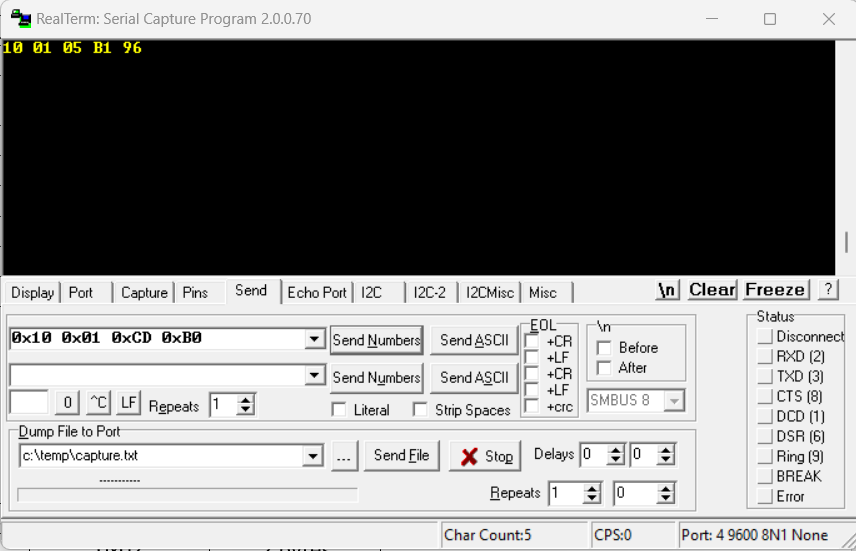 RealTerm: Serial Capture Program 2.0.0.70
10 01 05 B1 96
Display Port Capture Pins Send Echo Port I2C I2C-2 I2CMisc Misc \n Clear Freeze ?
0x10 0x01 0xCD 0xB0 Send Numbers Send ASCII
Send Numbers Send ASCII
0 ^C LF Repeats 1 Literal Strip Spaces
EOL
+CR
+LF
+CR
+LF
+crc
\n
Before
After
SMBUS 8
Dump File to Port
c:\temp\capture.txt ... Send File Stop Delays 0 0
-----------
Repeats 1 0
Status
Disconnect
RXD (2)
TXD (3)
CTS (8)
DCD (1)
DSR (6)
Ring (9)
BREAK
Error
Char Count:5 CPS:0 Port: 4 9600 8N1 None